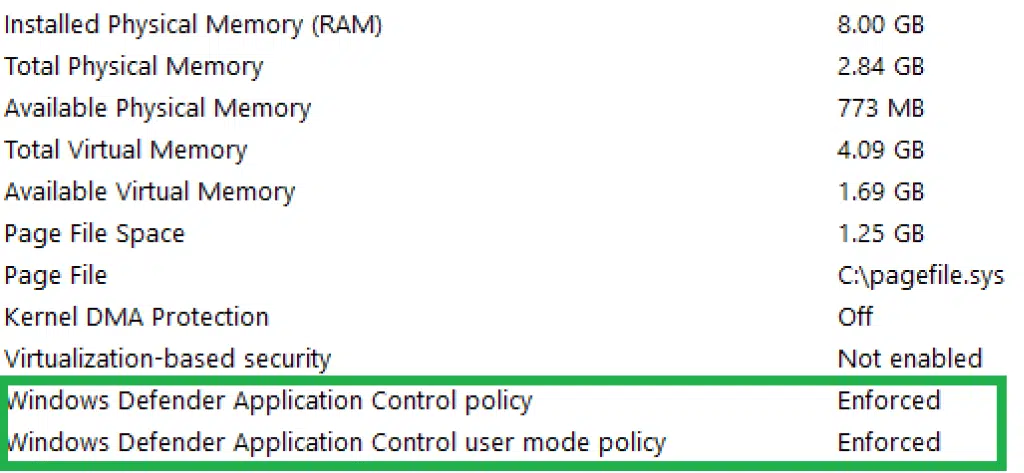 Installed Physical Memory (RAM) 8.00 GB
Total Physical Memory 2.84 GB
Available Physical Memory 773 MB
Total Virtual Memory 4.09 GB
Available Virtual Memory 1.69 GB
Page File Space 1.25 GB
Page File C:\pagefile.sys
Kernel DMA Protection Off
Virtualization-based security Not enabled
Windows Defender Application Control policy Enforced
Windows Defender Application Control user mode policy Enforced